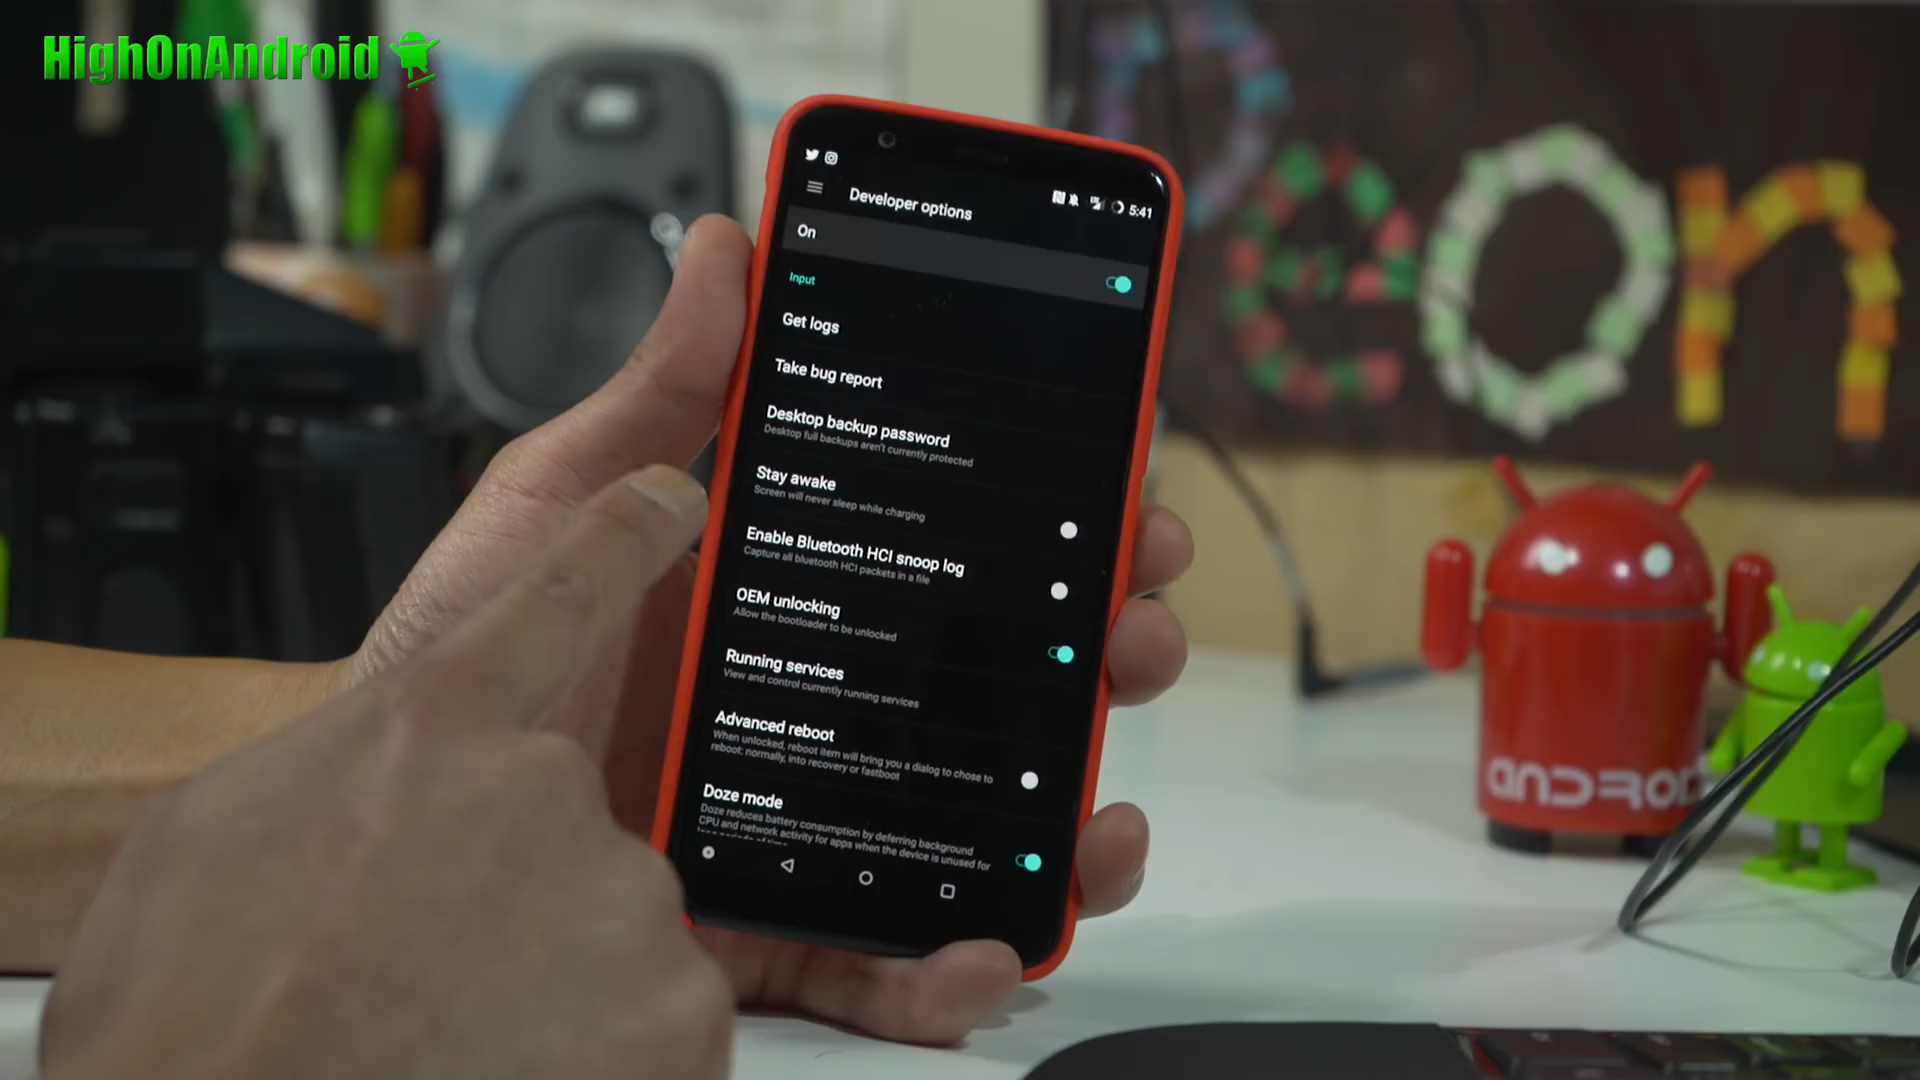 HighOnAndroid
5:41
Developer options
On
Input
Get logs
Take bug report
Desktop backup password
Desktop full backups aren't currently protected
Stay awake
Screen will never sleep while charging
Enable Bluetooth HCI snoop log
Capture all bluetooth HCI packets in a file
OEM unlocking
Allow the bootloader to be unlocked
Running services
View and control currently running services
Advanced reboot
When unlocked, reboot item will bring you a dialog to chose to
reboot: normally, into recovery or fastboot
Doze mode
Doze reduces battery consumption by deferring background
CPU and network activity for apps when the device is unused for
long periods of time
Deon
ANDROID